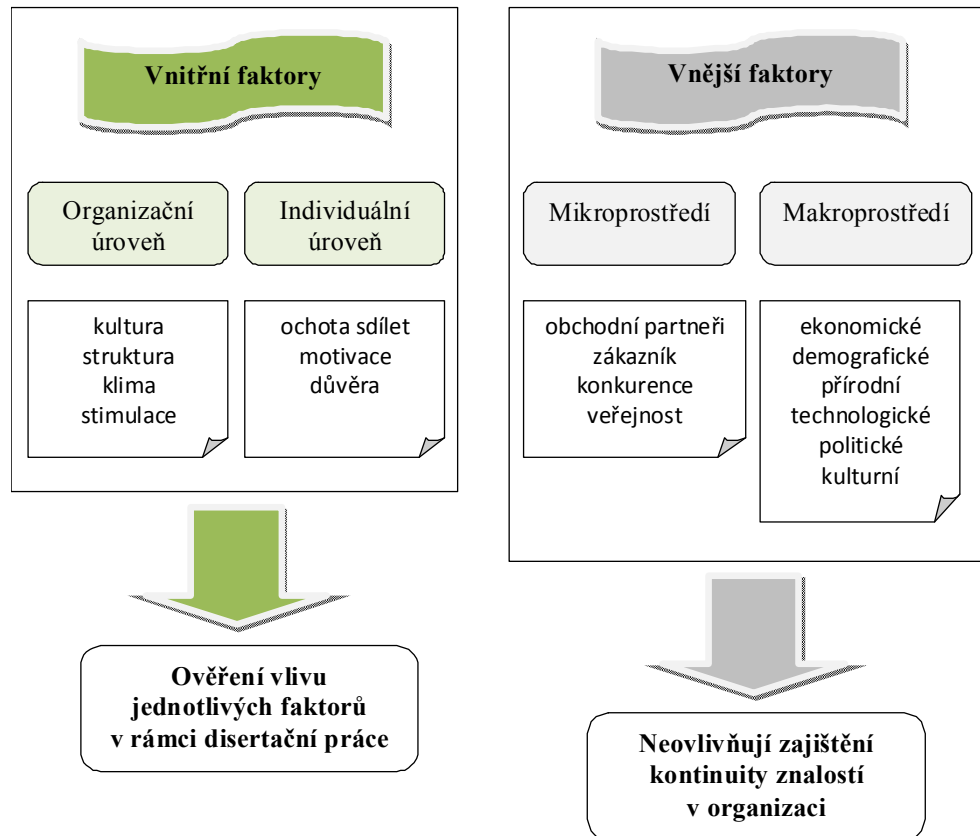 Vnitřní faktory
Organizační
úroveň
Individuální
úroveň
kultura
struktura
klima
stimulace
ochota sdílet
motivace
důvěra
Ověření vlivu
jednotlivých faktorů
v rámci disertační práce
Vnější faktory
Mikroprostředí
Makroprostředí
obchodní partneři
zákazník
konkurence
veřejnost
ekonomické
demografické
přírodní
technologické
politické
kulturní
Neovlivňují zajištění
kontinuity znalostí
v organizaci